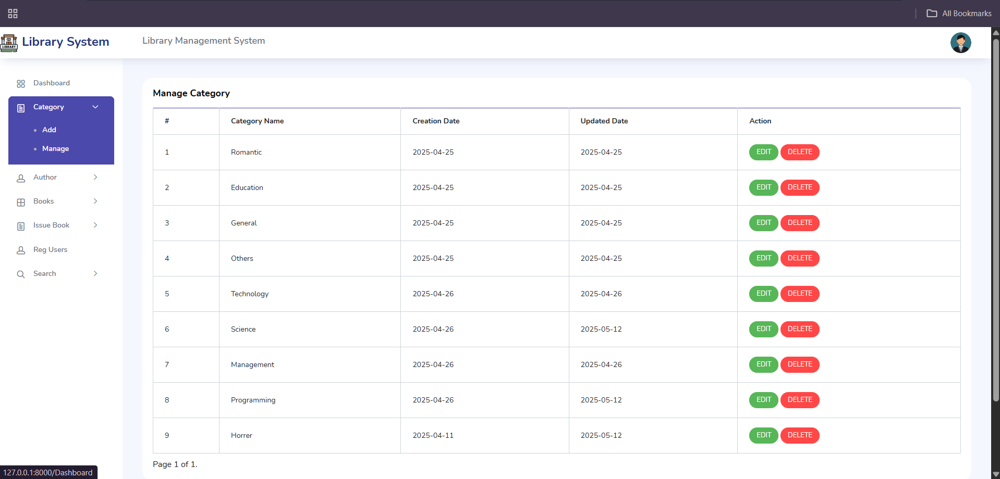 All Bookmarks
LIBRARY
Library System
Library Management System
Dashboard
Category
Add
Manage
Author
Books
Issue Book
Reg Users
Search
Manage Category
# Category Name Creation Date Updated Date Action
1 Romantic 2025-04-25 2025-04-25 EDIT DELETE
2 Education 2025-04-25 2025-04-25 EDIT DELETE
3 General 2025-04-25 2025-04-25 EDIT DELETE
4 Others 2025-04-25 2025-04-25 EDIT DELETE
5 Technology 2025-04-26 2025-04-26 EDIT DELETE
6 Science 2025-04-26 2025-05-12 EDIT DELETE
7 Management 2025-04-26 2025-04-26 EDIT DELETE
8 Programming 2025-04-26 2025-05-12 EDIT DELETE
9 Horrer 2025-04-11 2025-05-12 EDIT DELETE
Page 1 of 1.
127.0.0.1:8000/Dashboard